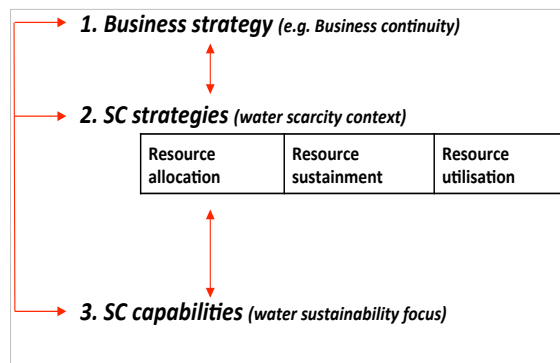 1. Business strategy (e.g. Business continuity)
2. SC strategies (water scarcity context)
Resource allocation
Resource sustainment
Resource utilisation
3. SC capabilities (water sustainability focus)